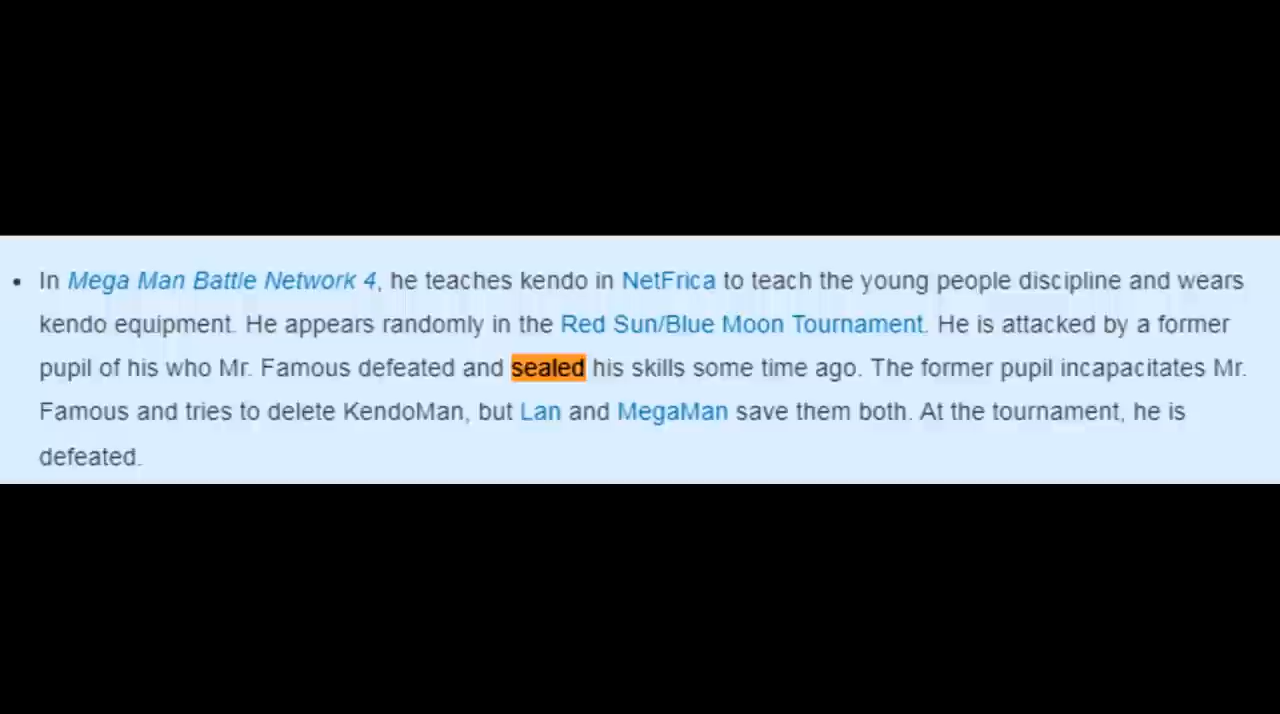 • In Mega Man Battle Network 4, he teaches kendo in NetFrica to teach the young people discipline and wears
kendo equipment. He appears randomly in the Red Sun/Blue Moon Tournament. He is attacked by a former
pupil of his who Mr. Famous defeated and sealed his skills some time ago. The former pupil incapacitates Mr.
Famous and tries to delete KendoMan, but Lan and MegaMan save them both. At the tournament, he is
defeated.